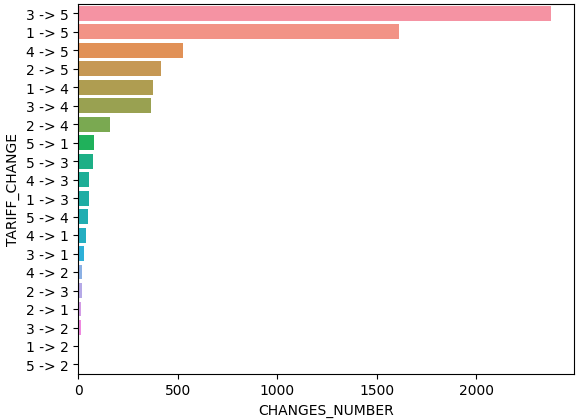 3 -> 5
1 -> 5
4 -> 5
2 -> 5
1 -> 4
3 -> 4
2 -> 4
5 -> 1
5 -> 3
4 -> 3
1 -> 3
5 -> 4
4 -> 1
3 -> 1
4 -> 2
2 -> 3
2 -> 1
3 -> 2
1 -> 2
5 -> 2
TARIFF_CHANGE
0 500 1000 1500 2000
CHANGES_NUMBER